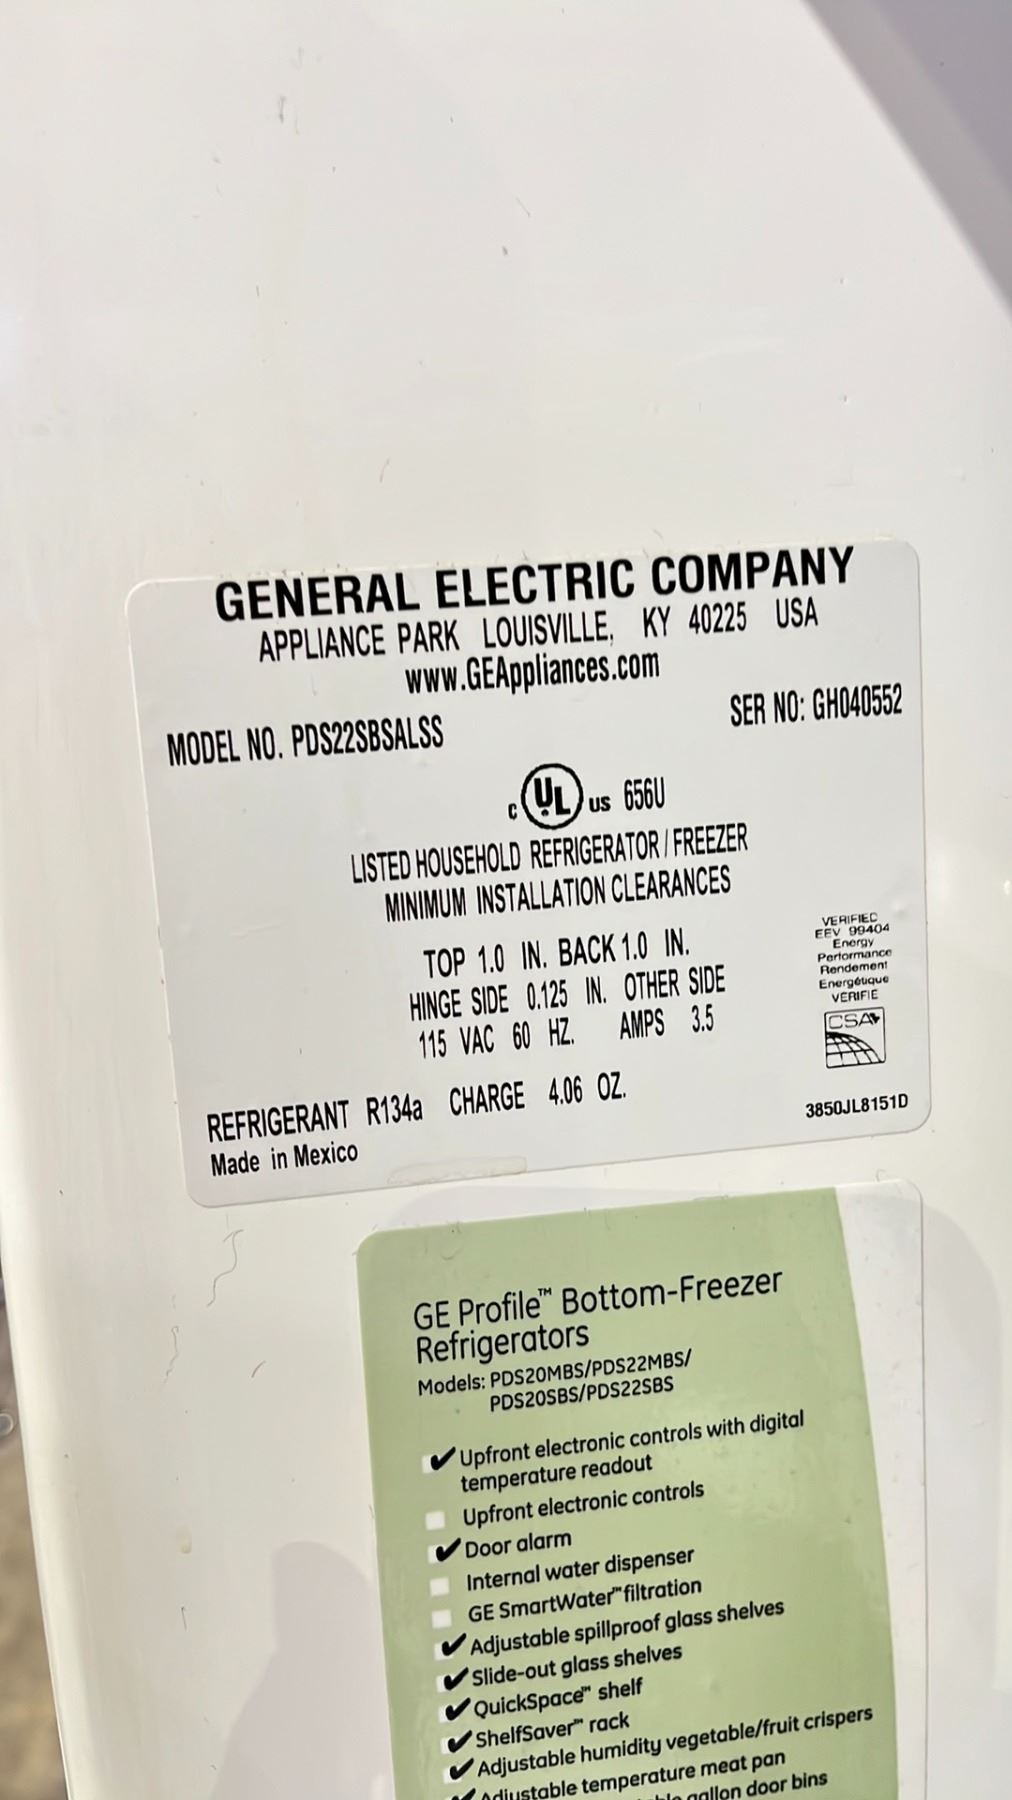 GENERAL ELECTRIC COMPANY
APPLIANCE PARK LOUISVILLE, KY 40225 USA
www.GEAppliances.com
MODEL NO. PDS22SBSALSS SER NO: GH040552
C UL US 656U
LISTED HOUSEHOLD REFRIGERATOR / FREEZER
MINIMUM INSTALLATION CLEARANCES
TOP 1.0 IN. BACK 1.0 IN.
HINGE SIDE 0.125 IN. OTHER SIDE
115 VAC 60 HZ. AMPS 3.5
VERIFIED
EEV 99404
Energy
Performance
Rendement
Energétique
VÉRIFIÉ
CSA
REFRIGERANT R134a CHARGE 4.06 OZ.
Made in Mexico
3850JL8151D
GE Profile™ Bottom-Freezer
Refrigerators
Models: PDS20MBS/PDS22MBS/
PDS20SBS/PDS22SBS
✔ Upfront electronic controls with digital
temperature readout
Upfront electronic controls
✔ Door alarm
Internal water dispenser
GE SmartWater™ filtration
✔ Adjustable spillproof glass shelves
✔ Slide-out glass shelves
✔ QuickSpace™ shelf
✔ ShelfSaver™ rack
✔ Adjustable humidity vegetable/fruit crispers
✔ Adjustable temperature meat pan
gallon door bins